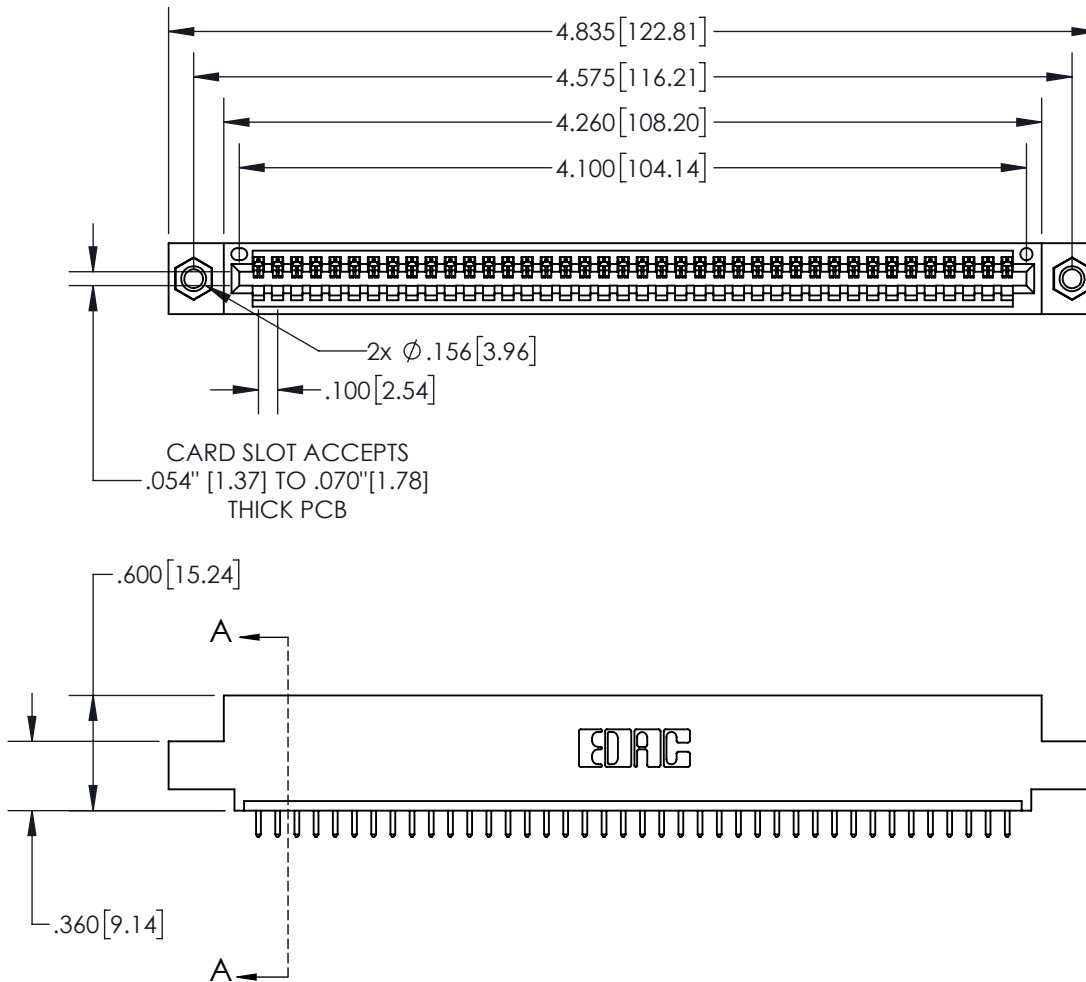 4.835[122.81]
4.575[116.21]
4.260[108.20]
4.100[104.14]
2x Ø.156[3.96]
.100[2.54]
CARD SLOT ACCEPTS
.054" [1.37] TO .070"[1.78]
THICK PCB
.600[15.24]
A
EDAC
.360[9.14]
A